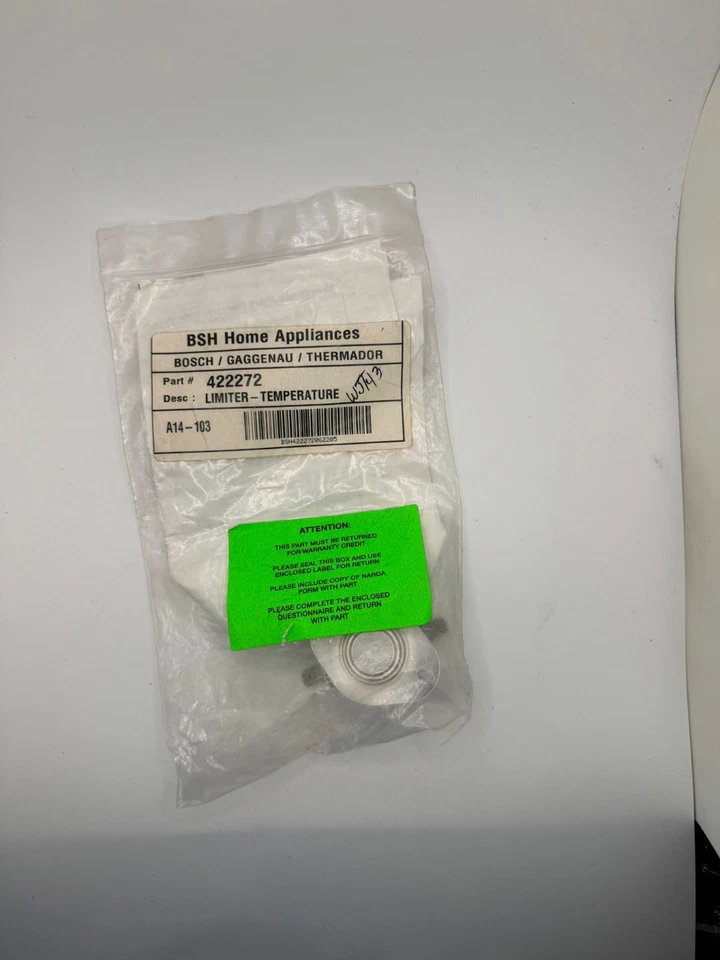 BSH Home Appliances
BOSCH / GAGGENAU / THERMADOR
Part # 422272
Desc : LIMITER-TEMPERATURE
A14-103
BSH422272062205
ATTENTION:
THIS PART MUST BE RETURNED
FOR WARRANTY CREDIT
PLEASE SEAL THIS BOX AND USE
ENCLOSED LABEL FOR RETURN
PLEASE INCLUDE COPY OF NARDA
FORM WITH PART
PLEASE COMPLETE THE ENCLOSED
QUESTIONNAIRE AND RETURN
WITH PART